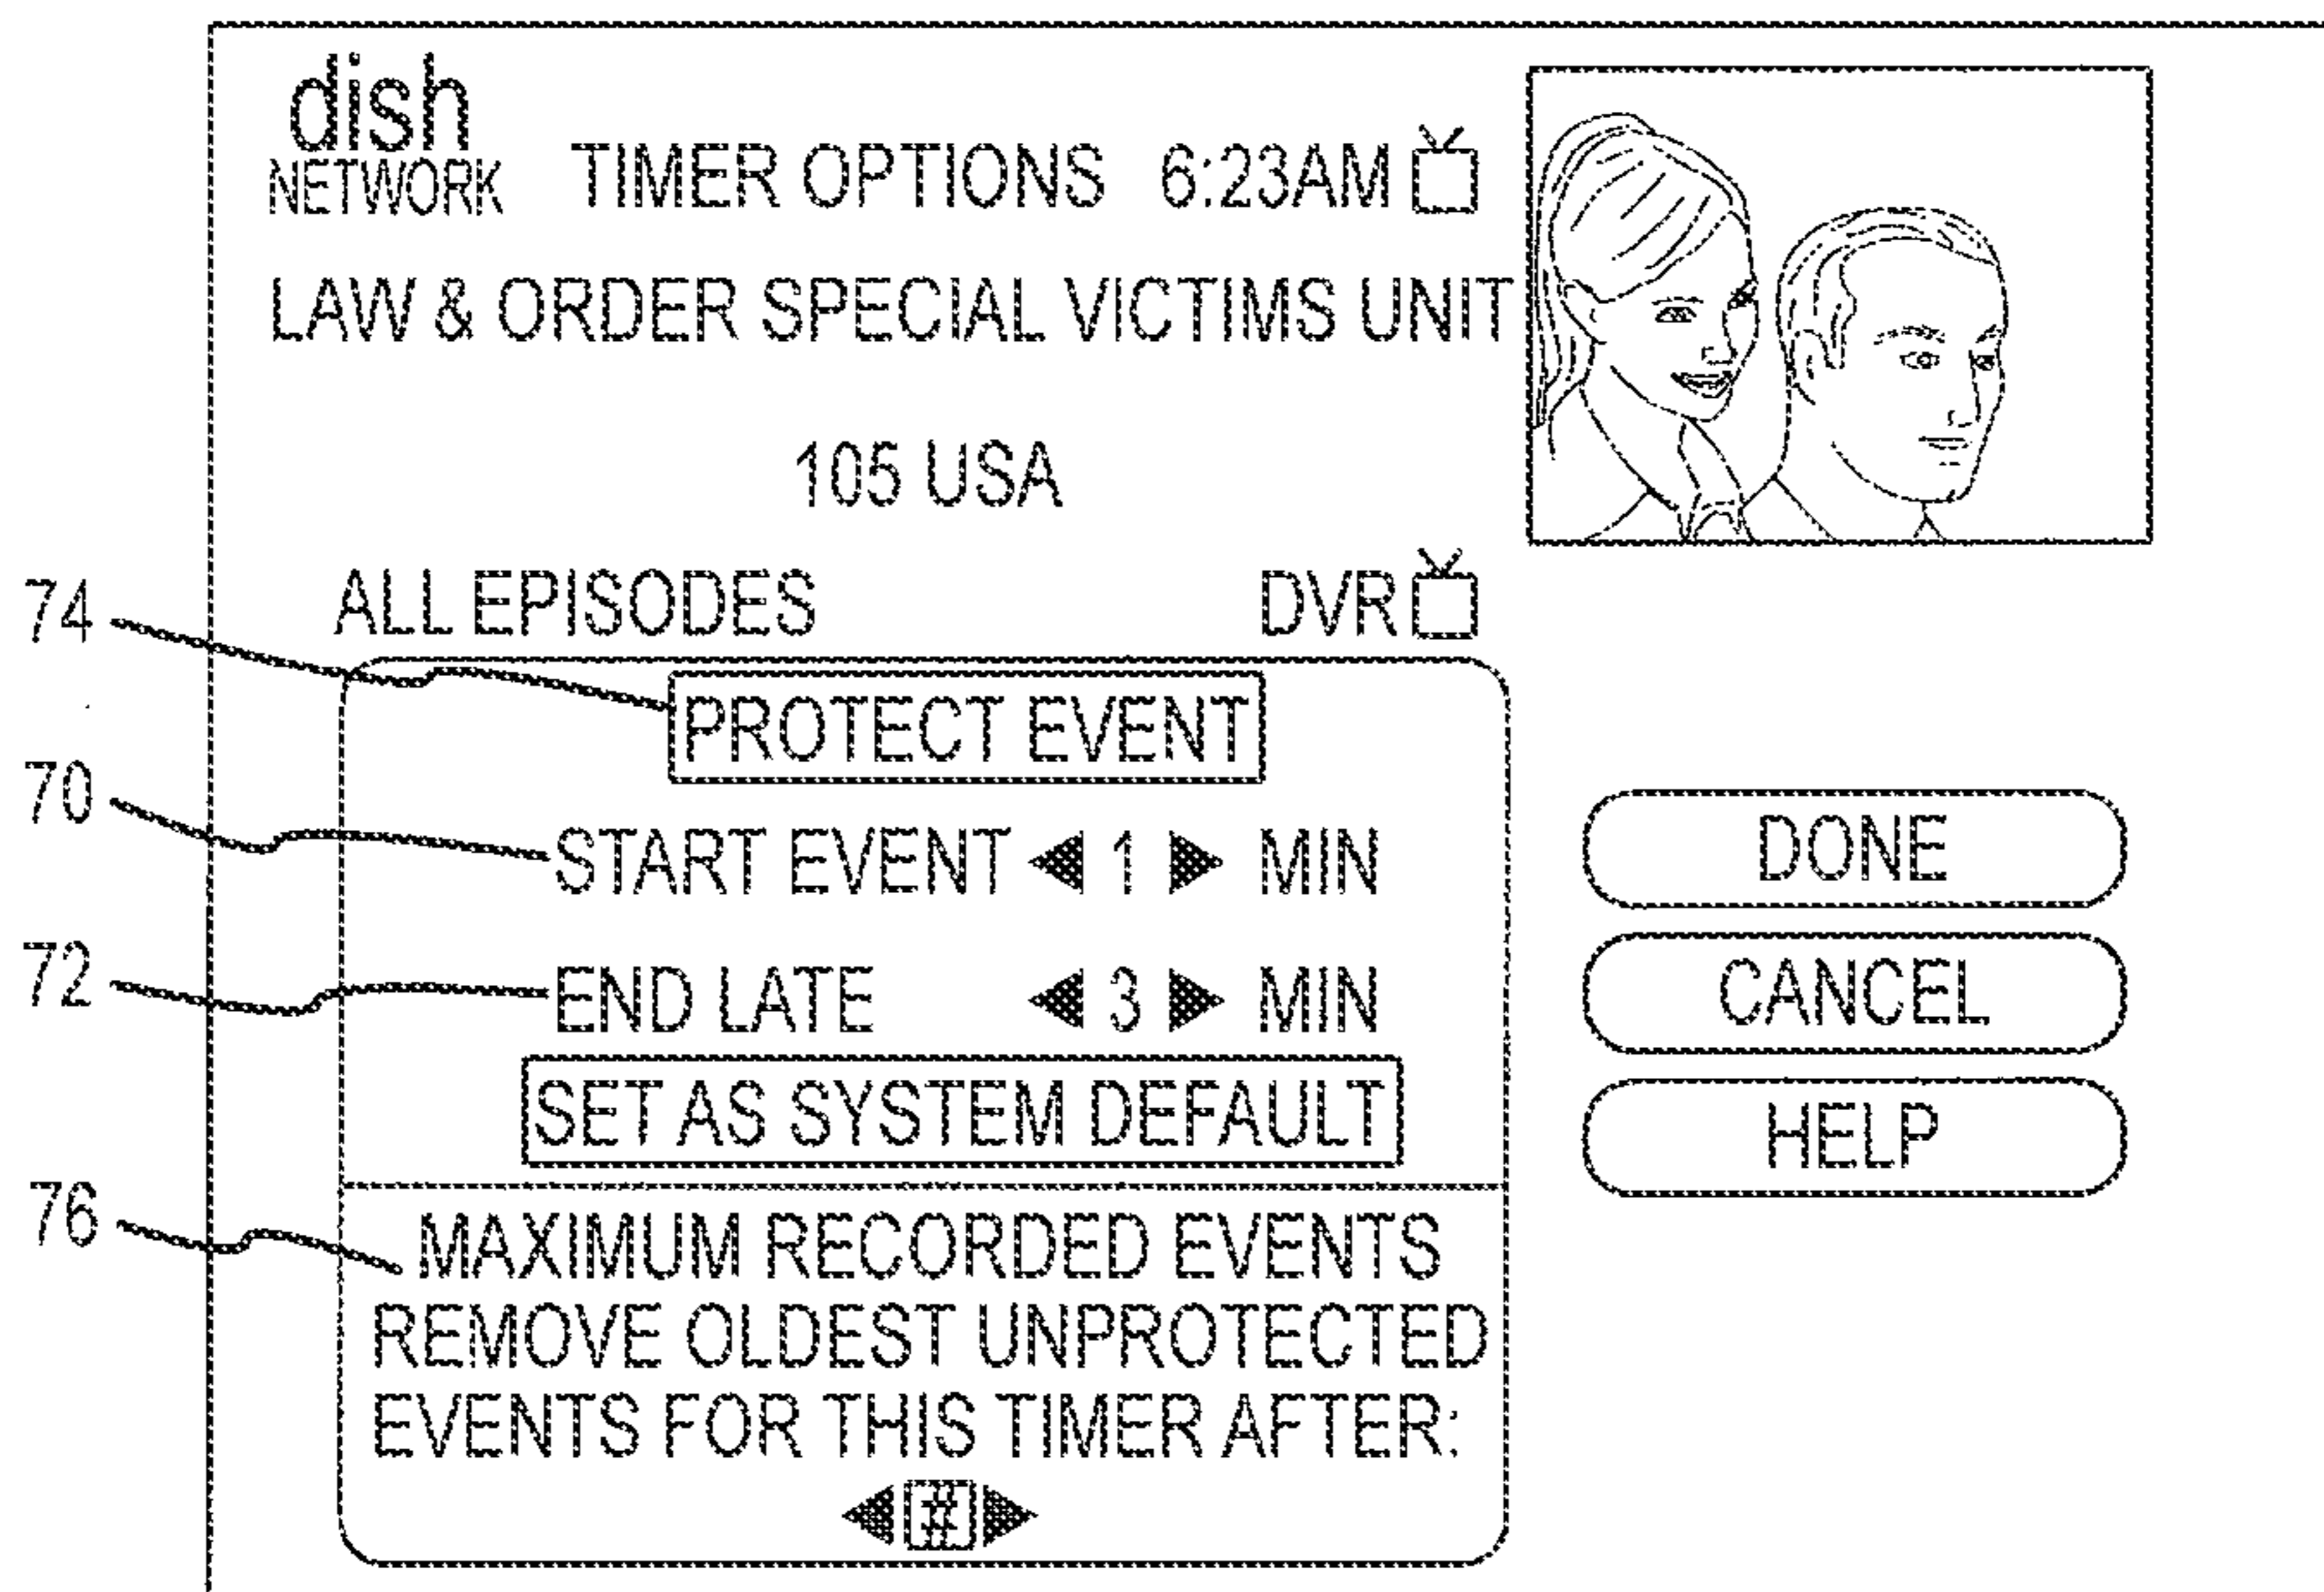 dish
NETWORK TIMER OPTIONS 6:23AM
LAW & ORDER SPECIAL VICTIMS UNIT
105 USA
ALL EPISODES DVR
74
PROTECT EVENT
70
START EVENT ◀ 1 ▶ MIN
72
END LATE ◀ 3 ▶ MIN
SET AS SYSTEM DEFAULT
76
MAXIMUM RECORDED EVENTS
REMOVE OLDEST UNPROTECTED
EVENTS FOR THIS TIMER AFTER:
◀ # ▶
DONE
CANCEL
HELP